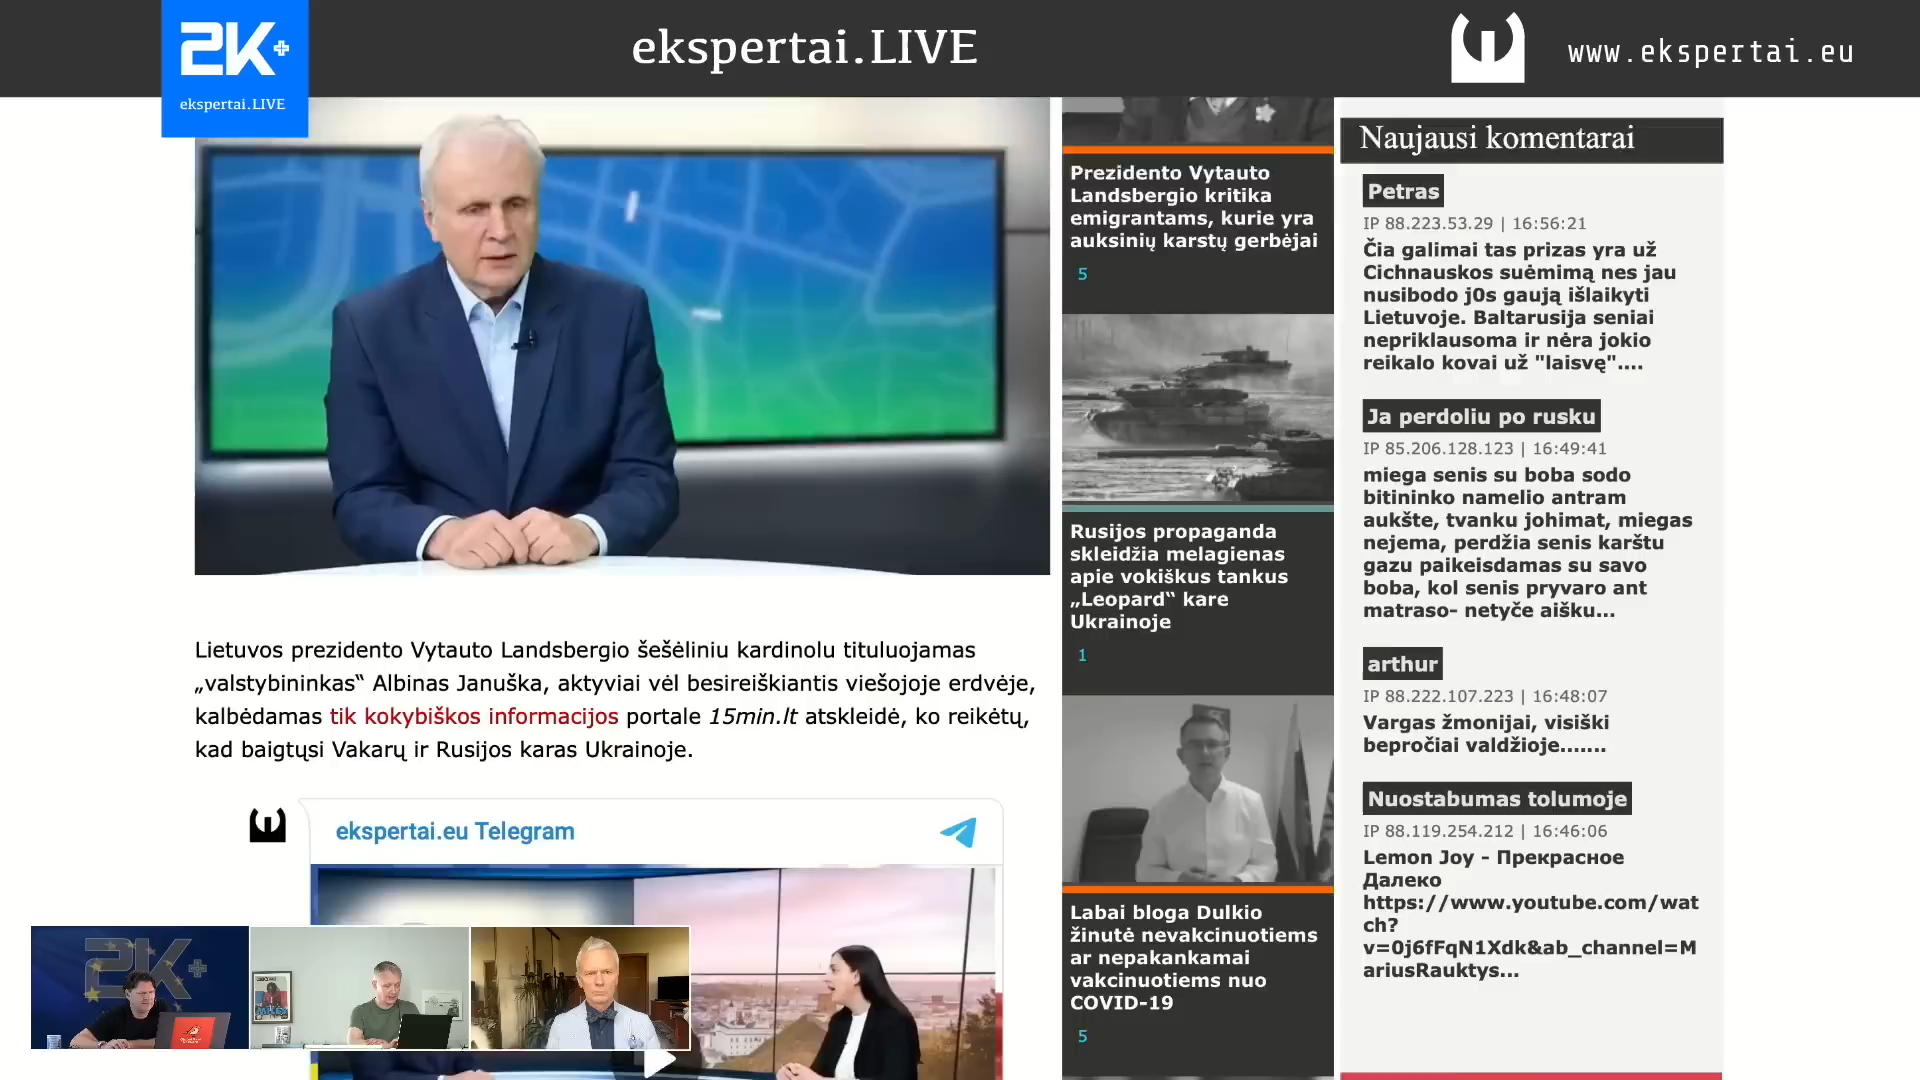 2K+
ekspertai.LIVE
ekspertai.LIVE
www.ekspertai.eu
Lietuvos prezidento Vytauto Landsbergio šešėliniu kardinolu tituluojamas
„valstybininkas“ Albinas Januška, aktyviai vėl besireiškiantis viešojoje erdvėje,
kalbėdamas tik kokybiškos informacijos portale 15min.lt atskleidė, ko reikėtų,
kad baigtųsi Vakarų ir Rusijos karas Ukrainoje.
ekspertai.eu Telegram
2K+
Prezidento Vytauto
Landsbergio kritika
emigrantams, kurie yra
auksinių karstų gerbėjai
5
Rusijos propaganda
skleidžia melagienas
apie vokiškus tankus
„Leopard“ kare
Ukrainoje
1
Labai bloga Dulkio
žinutė nevakcinuotiems
ar nepakankamai
vakcinuotiems nuo
COVID-19
5
Naujausi komentarai
Petras
IP 88.223.53.29 | 16:56:21
Čia galimai tas prizas yra už
Cichnauskos suėmimą nes jau
nusibodo j0s gaują išlaikyti
Lietuvoje. Baltarusija seniai
nepriklausoma ir nėra jokio
reikalo kovai už "laisvę"....
Ja perdoliu po rusku
IP 85.206.128.123 | 16:49:41
miega senis su boba sodo
bitininko namelio antram
aukšte, tvanku johimat, miegas
nejema, perdžia senis karštu
gazu paikeisdamas su savo
boba, kol senis pryvaro ant
matraso- netyče aišku...
arthur
IP 88.222.107.223 | 16:48:07
Vargas žmonijai, visiški
bepročiai valdžioje.......
Nuostabumas tolumoje
IP 88.119.254.212 | 16:46:06
Lemon Joy - Прекрасное
Далеко
https://www.youtube.com/wat
ch?
v=0j6fFqN1Xdk&ab_channel=M
ariusRauktys...